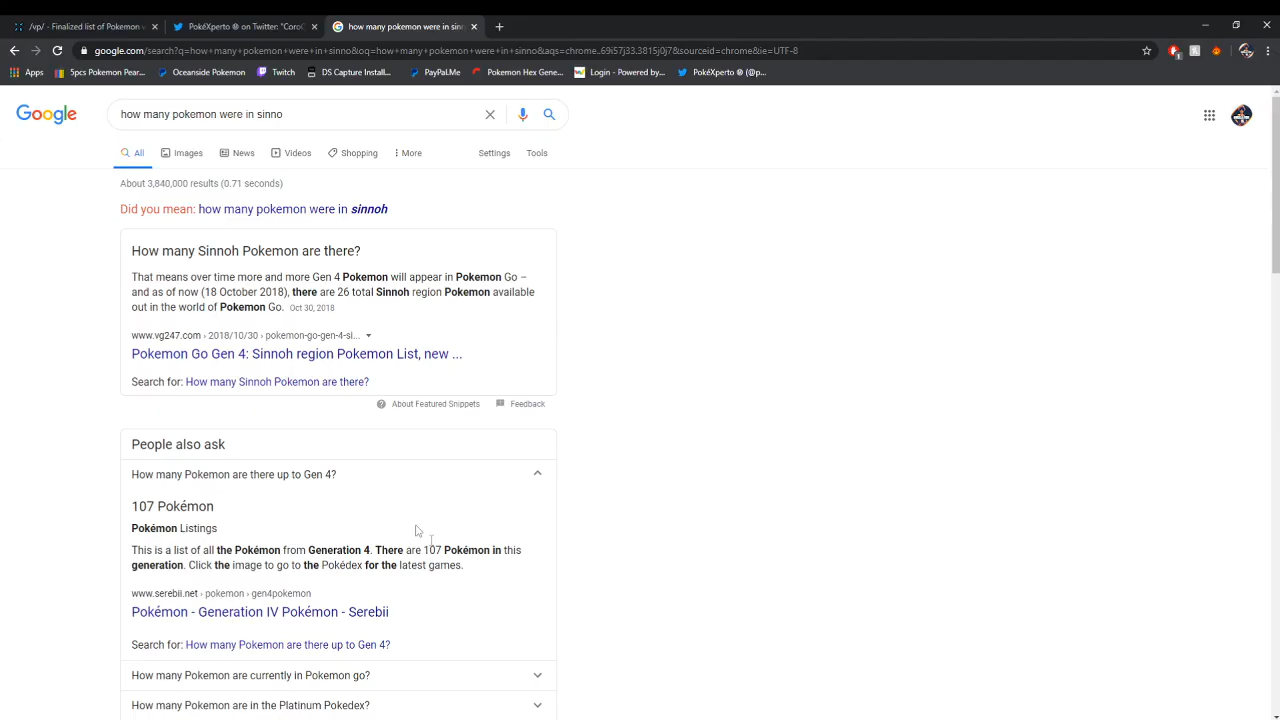 /vp/ - Finalized list of Pokemon w
PokéXperto ® on Twitter: "CoroC
how many pokemon were in sinn
google.com/search?q=how+many+pokemon+were+in+sinno&oq=how+many+pokemon+were+in+sinno&aqs=chrome..69i57j33.3815j0j7&sourceid=chrome&ie=UTF-8
Apps
5pcs Pokemon Pear...
Oceanside Pokemon
Twitch
DS Capture Install...
PayPal.Me
Pokemon Hex Gene...
Login - Powered by...
PokéXperto ® (@p...
Google
how many pokemon were in sinno
All
Images
News
Videos
Shopping
More
Settings
Tools
About 3,840,000 results (0.71 seconds)
Did you mean: how many pokemon were in sinnoh
How many Sinnoh Pokemon are there?
That means over time more and more Gen 4 Pokemon will appear in Pokemon Go –
and as of now (18 October 2018), there are 26 total Sinnoh region Pokemon available
out in the world of Pokemon Go. Oct 30, 2018
www.vg247.com › 2018/10/30 › pokemon-go-gen-4-si...
Pokemon Go Gen 4: Sinnoh region Pokemon List, new ...
Search for: How many Sinnoh Pokemon are there?
About Featured Snippets
Feedback
People also ask
How many Pokemon are there up to Gen 4?
107 Pokémon
Pokémon Listings
This is a list of all the Pokémon from Generation 4. There are 107 Pokémon in this
generation. Click the image to go to the Pokédex for the latest games.
www.serebii.net › pokemon › gen4pokemon
Pokémon - Generation IV Pokémon - Serebii
Search for: How many Pokemon are there up to Gen 4?
How many Pokemon are currently in Pokemon go?
How many Pokemon are in the Platinum Pokedex?